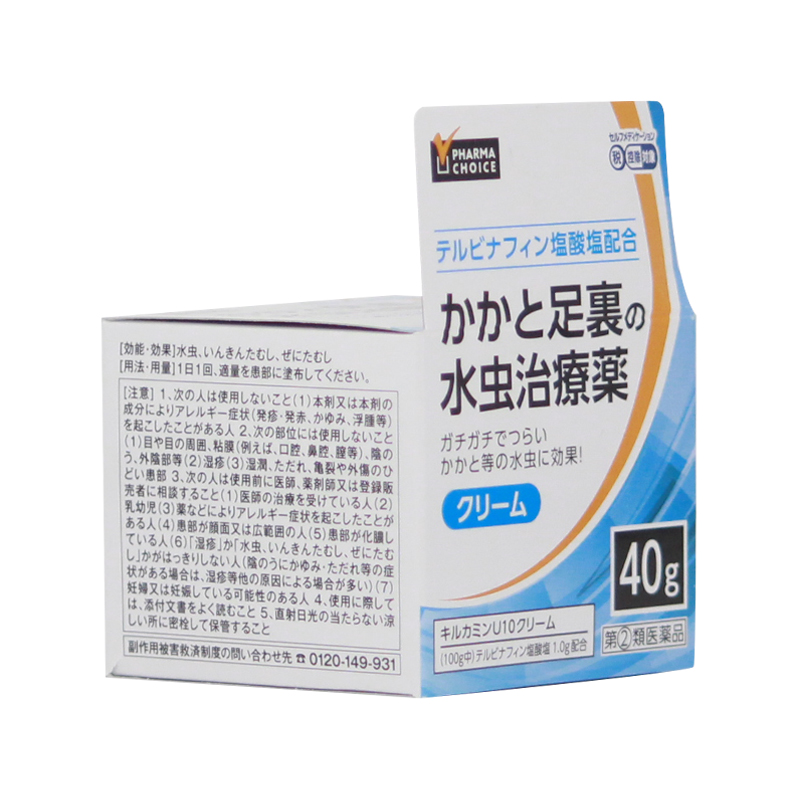 PHARMA
CHOICE
セルフメディケーション
税 控除 対象
テルビナフィン塩酸塩配合
かかと足裏の
水虫治療薬
ガチガチでつらい
かかと等の水虫に効果!
クリーム
40g
キルカミンU10クリーム
(100g中)テルビナフィン塩酸塩 1.0g配合
指②類医薬品
[効能・効果]水虫、いんきんたむし、ぜにたむし
[用法・用量]1日1回、適量を患部に塗布してください。
[注意] 1、次の人は使用しないこと(1)本剤又は本剤の
成分によりアレルギー症状(発疹・発赤、かゆみ、浮腫等)
を起こしたことがある人 2、次の部位には使用しないこと
(1)目や目の周囲、粘膜(例えば、口腔、鼻腔、膣等)、陰の
う、外陰部等(2)湿疹(3)湿潤、ただれ、亀裂や外傷のひ
どい患部 3、次の人は使用前に医師、薬剤師又は登録販
売者に相談すること(1)医師の治療を受けている人(2)
乳幼児(3)薬などによりアレルギー症状を起こしたことが
ある人(4)患部が顔面又は広範囲の人(5)患部が化膿し
ている人(6)「湿疹」か「水虫、いんきんたむし、ぜにたむ
し」かがはっきりしない人(陰のうにかゆみ・ただれ等の症
状がある場合は、湿疹等他の原因による場合が多い)(7)
妊婦又は妊娠している可能性のある人 4、使用に際して
は、添付文書をよく読むこと 5、直射日光の当たらない涼
しい所に密栓して保管すること
副作用被害救済制度の問い合わせ先 ☎0120-149-931